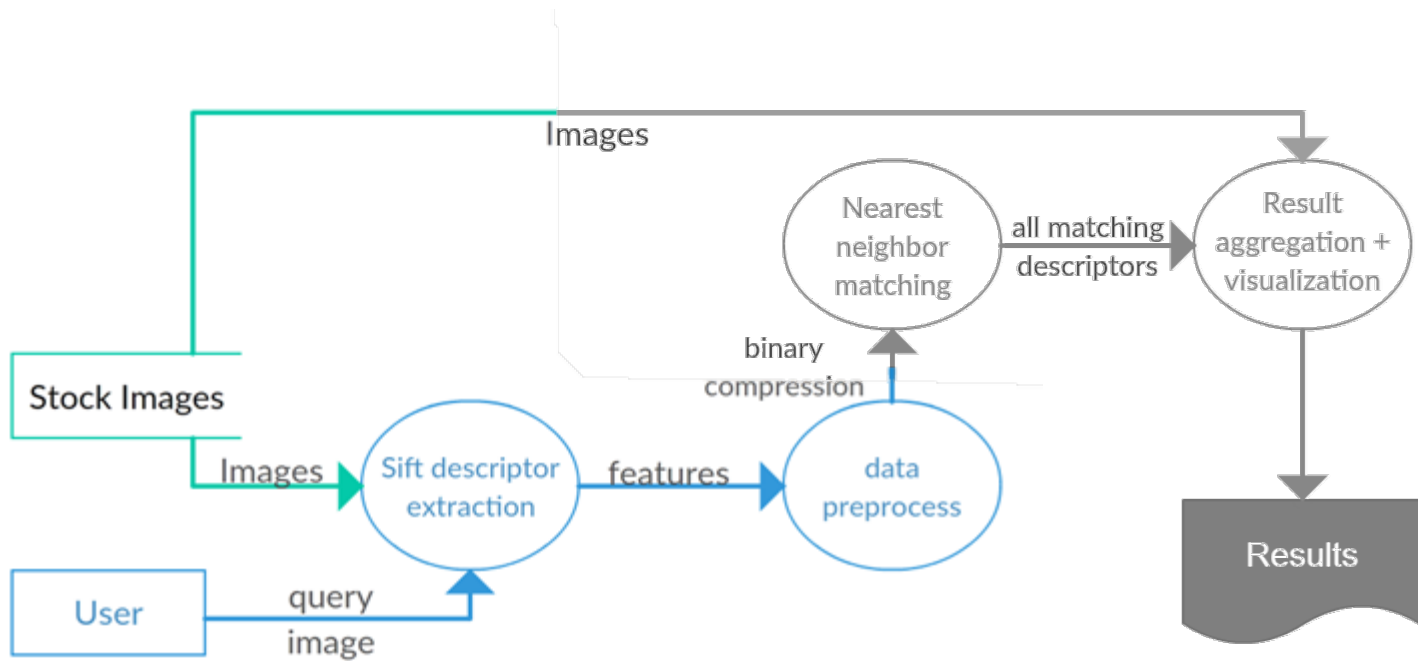 Images
Nearest
neighbor
matching
all matching
descriptors
Result
aggregation +
visualization
binary
compression
Stock Images
Images
Sift descriptor
extraction
features
data
preprocess
User
query
image
Results